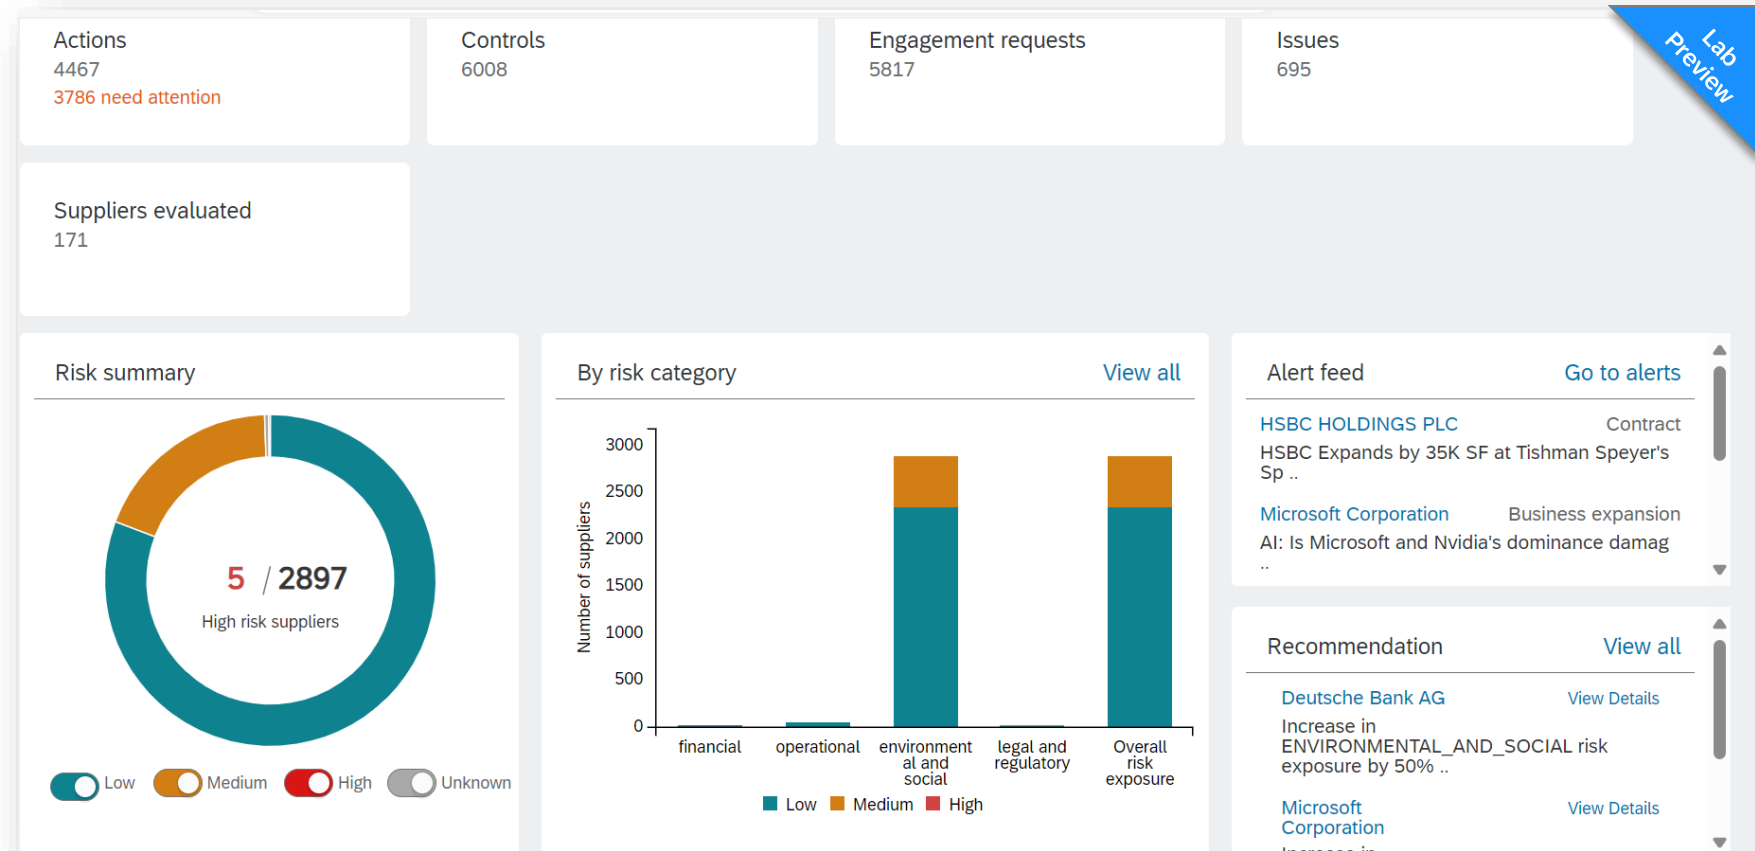 Actions
4467
3786 need attention
Controls
6008
Engagement requests
5817
Issues
695
Lab
Preview
Suppliers evaluated
171
Risk summary
5 / 2897
High risk suppliers
Low Medium High Unknown
By risk category
View all
Number of suppliers
3000
2500
2000
1500
1000
500
0
financial
operational
environment
al and
social
legal and
regulatory
Overall
risk
exposure
Low Medium High
Alert feed
Go to alerts
HSBC HOLDINGS PLC
Contract
HSBC Expands by 35K SF at Tishman Speyer's
Sp ..
Microsoft Corporation
Business expansion
AI: Is Microsoft and Nvidia's dominance damag
..
Recommendation
View all
Deutsche Bank AG
View Details
Increase in
ENVIRONMENTAL_AND_SOCIAL risk
exposure by 50% ..
Microsoft
Corporation
View Details